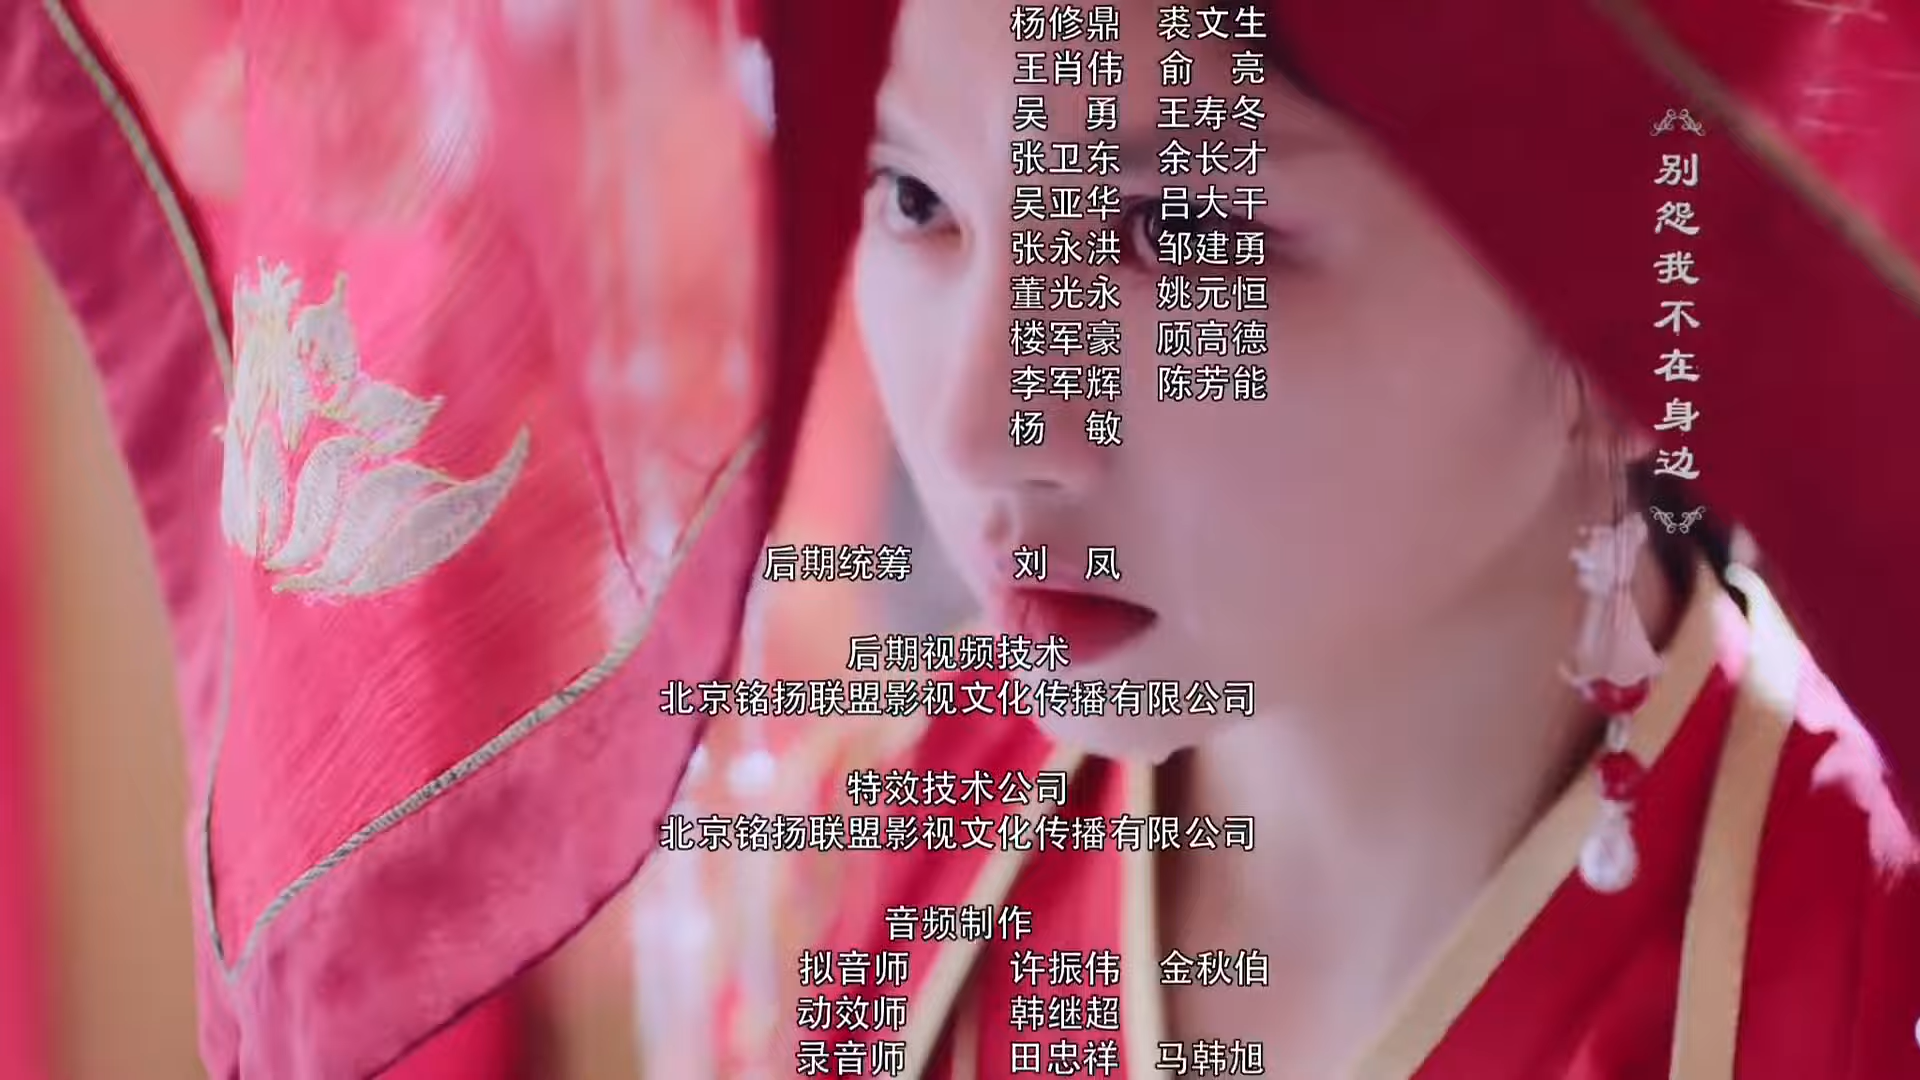 杨修鼎 裘文生
王肖伟 俞 亮
吴 勇 王寿冬
张卫东 余长才
吴亚华 吕大干
张永洪 邹建勇
董光永 姚元恒
楼军豪 顾高德
李军辉 陈芳能
杨 敏
后期统筹 刘 凤
后期视频技术
北京铭扬联盟影视文化传播有限公司
特效技术公司
北京铭扬联盟影视文化传播有限公司
音频制作
拟音师 许振伟 金秋伯
动效师 韩继超
录音师 田忠祥 马韩旭
别怨我不在身边